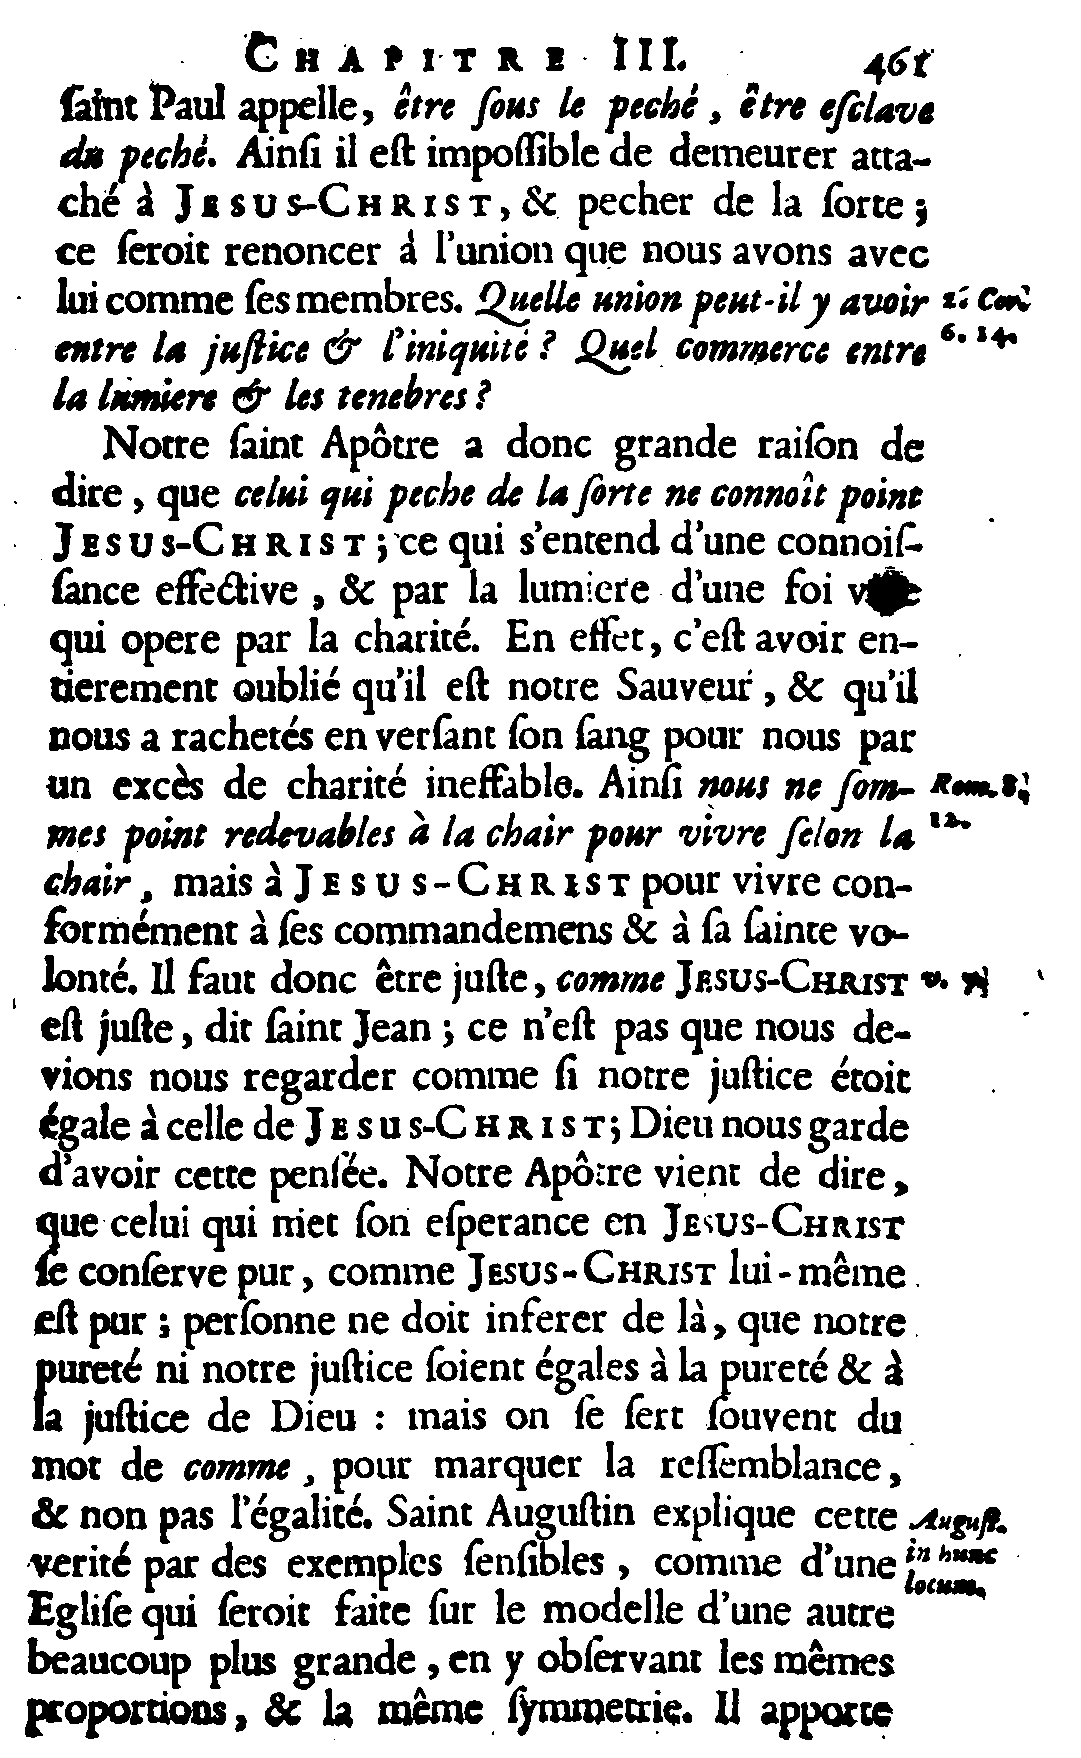 CHAPITRE III. 461
ſaint Paul appelle, être ſous le peché, être eſclave
du peché. Ainſi il eſt impoſſible de demeurer atta-
ché à JESUS-CHRIST, & pecher de la ſorte ;
ce ſeroit renoncer á l'union que nous avons avec
lui comme ſes membres. Quelle union peut-il y avoir
entre la juſtice & l'iniquité ? Quel commerce entre
la lumiere & les tenebres ?
2. Cor.
6. 14.
Notre ſaint Apôtre a donc grande raiſon de
dire, que celui qui peche de la ſorte ne connoît point
JESUS-CHRIST ; ce qui s'entend d'une connoiſ-
ſance effective, & par la lumiere d'une foi
qui opere par la charité. En effet, c'eſt avoir en-
tierement oublié qu'il eſt notre Sauveur, & qu'il
nous a rachetés en verſant ſon ſang pour nous par
un excès de charité ineffable. Ainſi nous ne ſom-
mes point redevables à la chair pour vivre ſelon la
chair, mais à JESUS-CHRIST pour vivre con-
formément à ſes commandemens & à ſa ſainte vo-
lonté. Il faut donc être juſte, comme JESUS-CHRIST
Rom. 8.
12.
v.
eſt juſte, dit ſaint Jean ; ce n'eſt pas que nous de-
vions nous regarder comme ſi notre juſtice étoit
égale à celle de JESUS-CHRIST; Dieu nous garde
d'avoir cette penſée. Notre Apôtre vient de dire,
que celui qui met ſon eſperance en JESUS-CHRIST
ſe conſerve pur, comme JESUS-CHRIST lui-même
eſt pur ; perſonne ne doit inferer de là, que notre
pureté ni notre juſtice ſoient égales à la pureté & à
la juſtice de Dieu : mais on ſe ſert ſouvent du
mot de comme, pour marquer la reſſemblance,
& non pas l'égalité. Saint Auguſtin explique cette
verité par des exemples ſenſibles, comme d'une
Egliſe qui ſeroit faite ſur le modelle d'une autre
beaucoup plus grande, en y obſervant les mêmes
proportions, & la même ſymmetrie. Il apporte
Auguſt.
in hunc
locum.